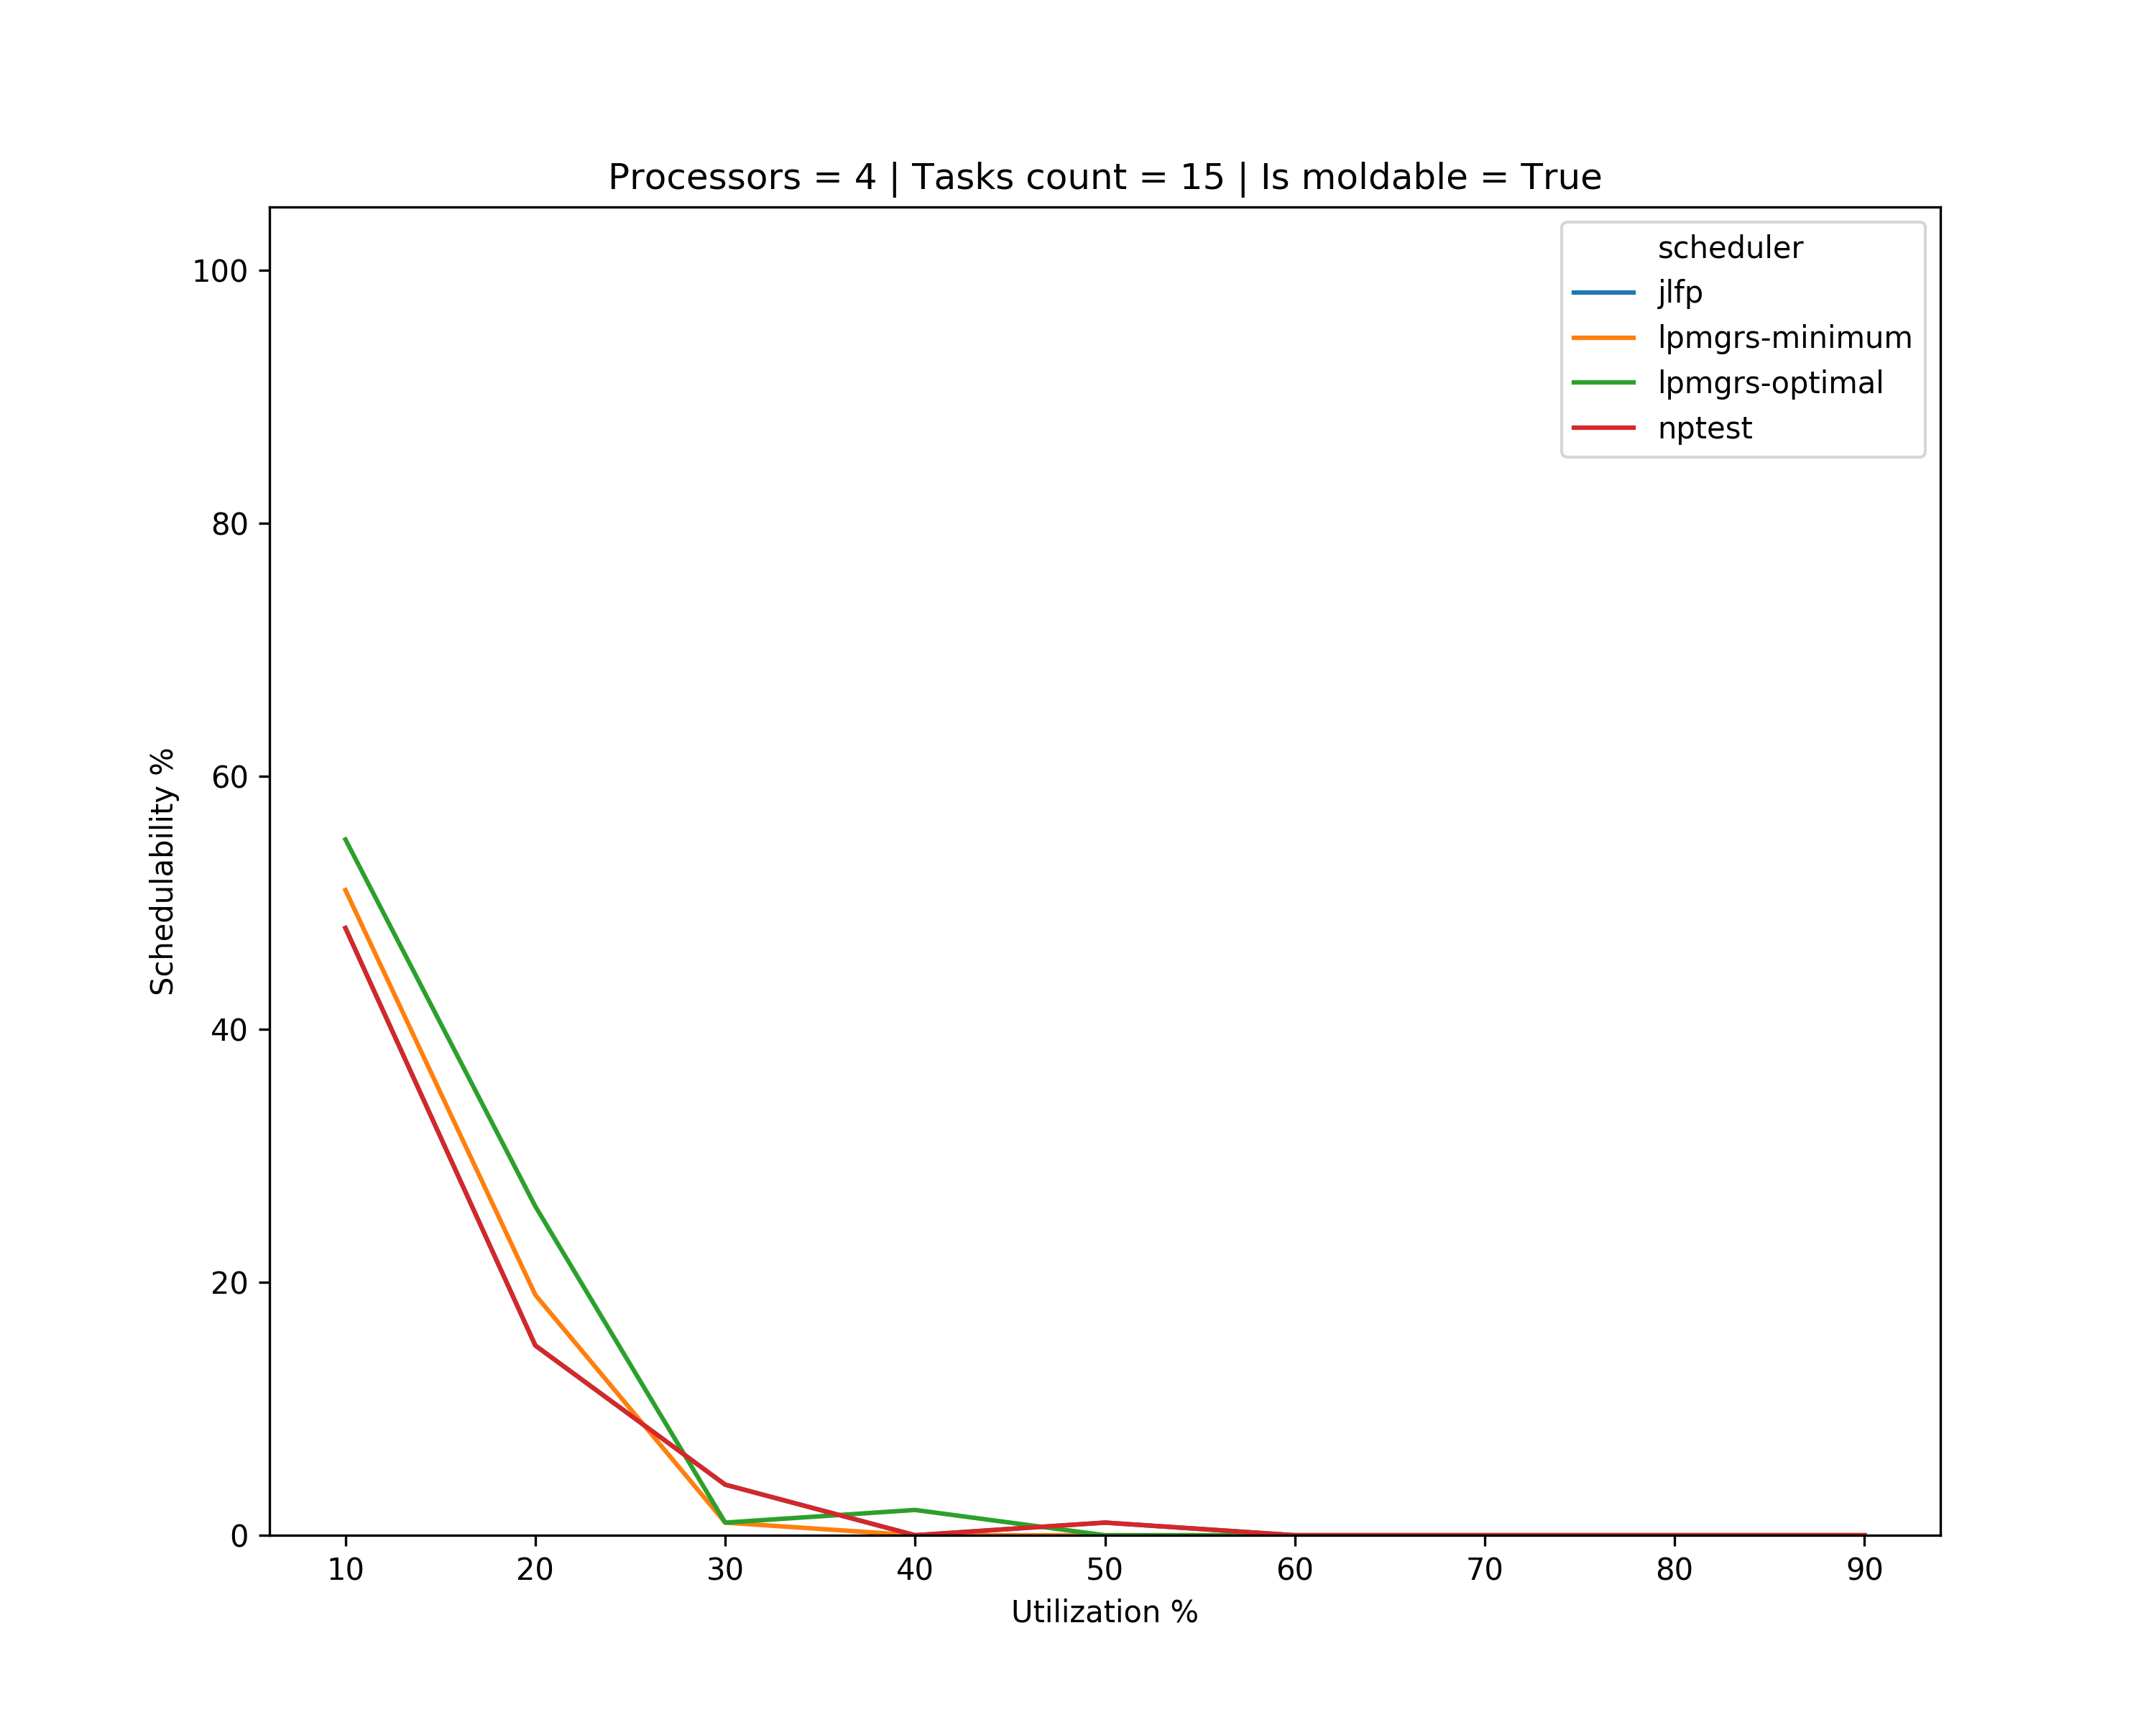 Processors = 4 | Tasks count = 15 | Is moldable = True
scheduler
jlfp
lpmgrs-minimum
lpmgrs-optimal
nptest
Schedulability %
100
80
60
40
20
0
10 20 30 40 50 60 70 80 90
Utilization %